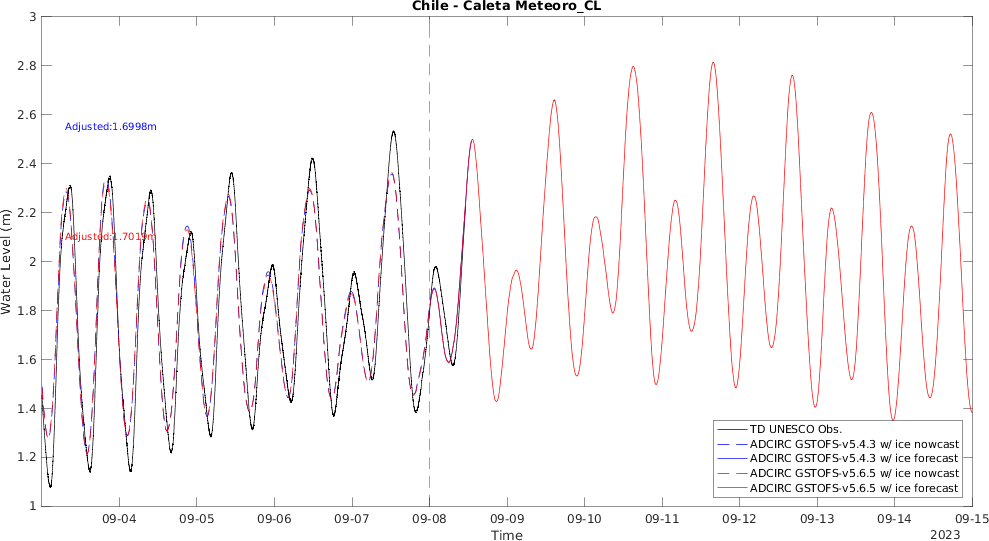 Chile - Caleta Meteoro_CL
3
2.8
2.6
2.4
2.2
2
1.8
1.6
1.4
1.2
1
Water Level (m)
Adjusted:1.6998m
Adjusted:1.7019m
TD UNESCO Obs.
ADCIRC GSTOFS-v5.4.3 w/ ice nowcast
ADCIRC GSTOFS-v5.4.3 w/ ice forecast
ADCIRC GSTOFS-v5.6.5 w/ ice nowcast
ADCIRC GSTOFS-v5.6.5 w/ ice forecast
09-04 09-05 09-06 09-07 09-08 09-09 09-10 09-11 09-12 09-13 09-14 09-15
Time
2023